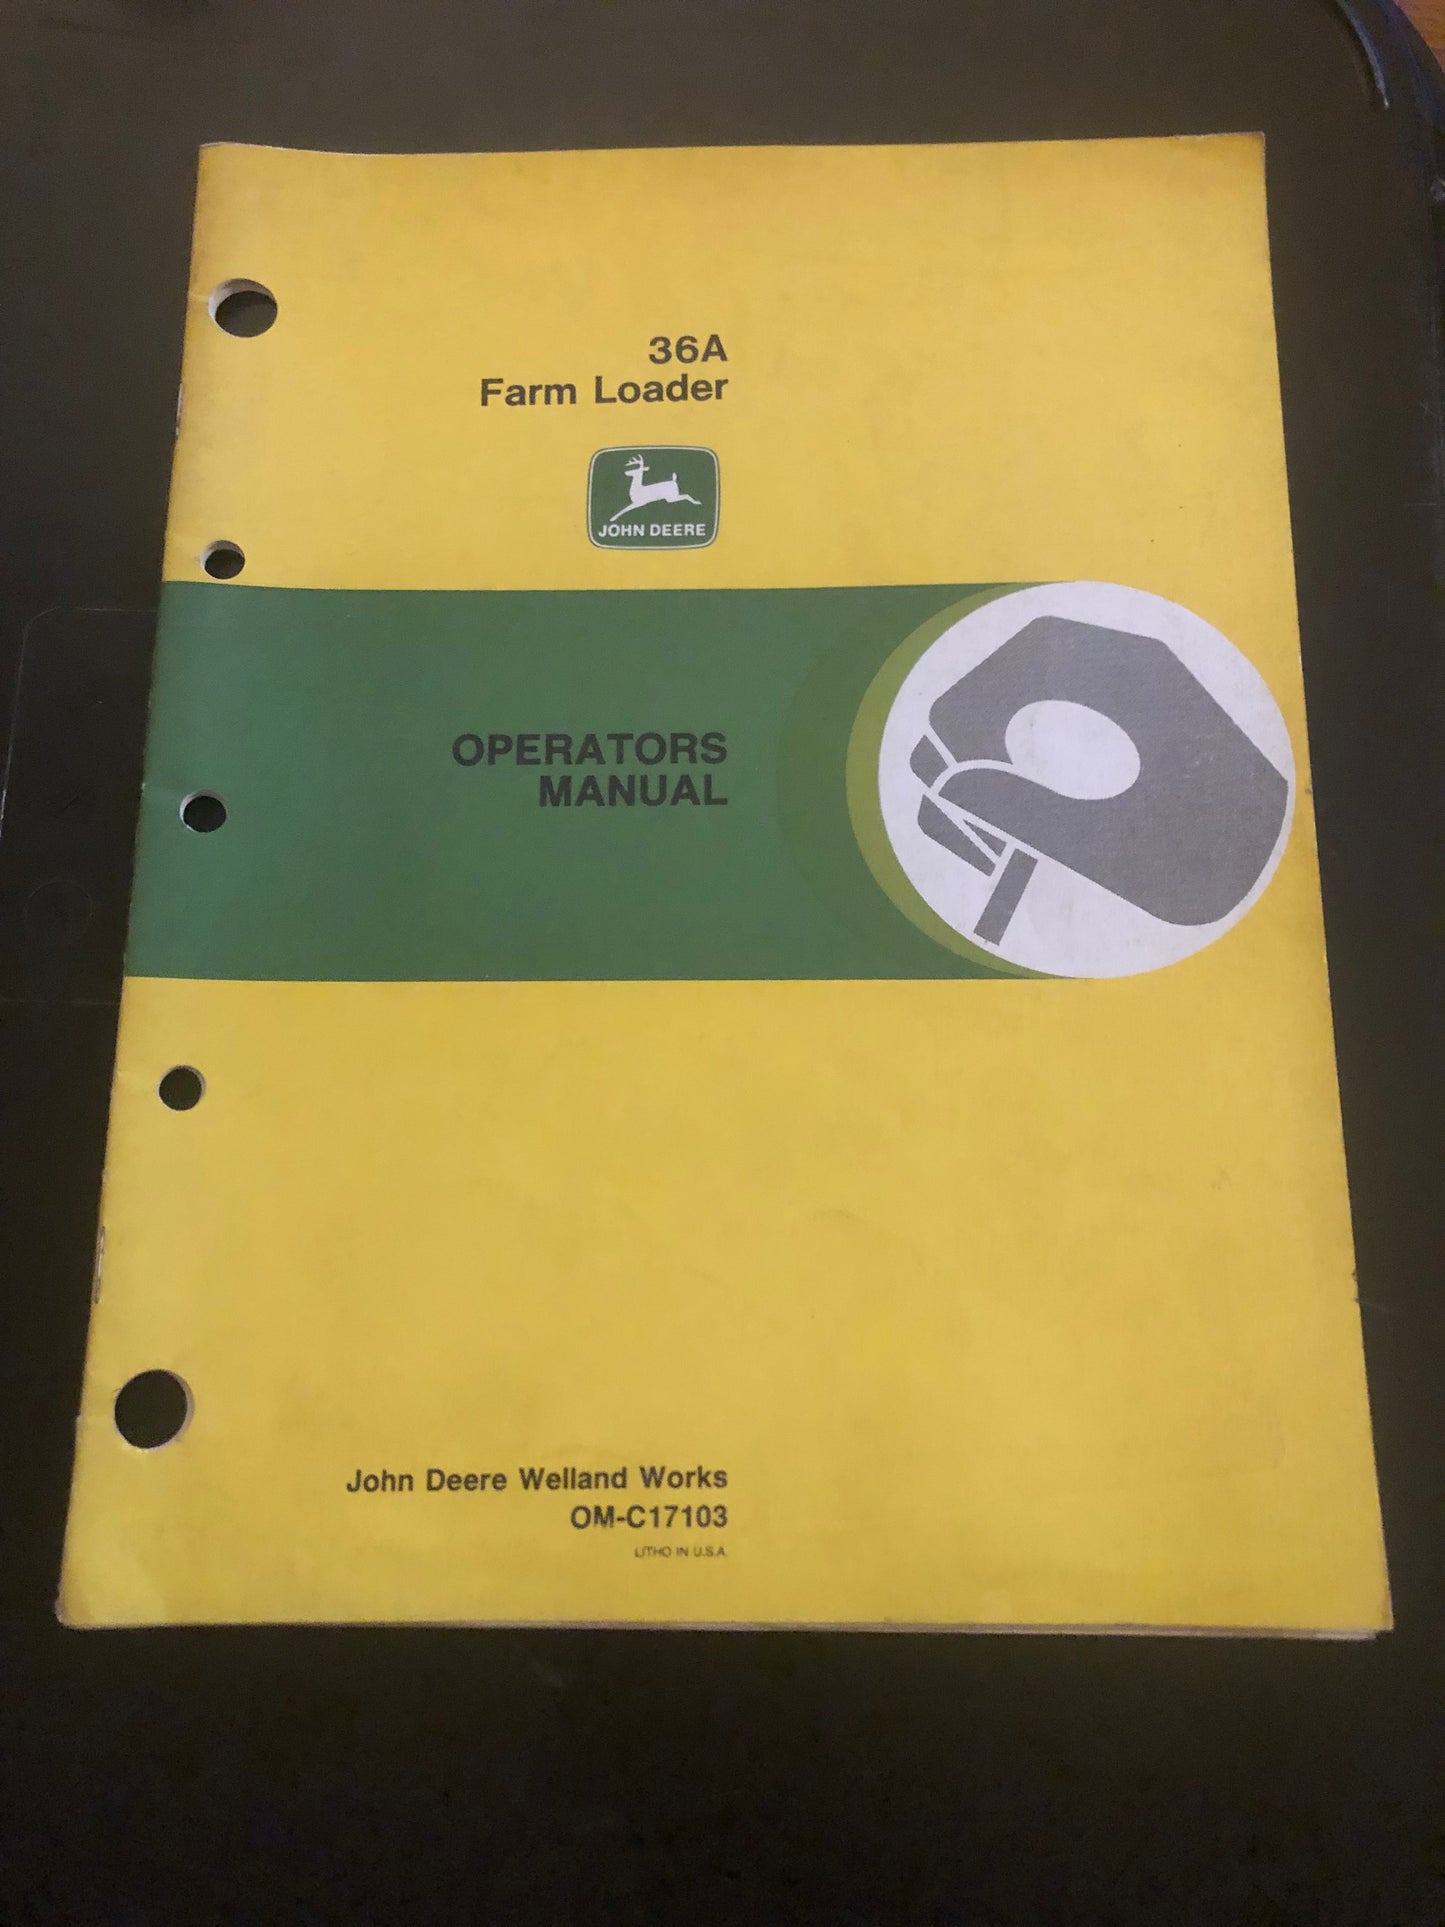 36A
Farm Loader
JOHN DEERE
OPERATORS
MANUAL
John Deere Welland Works
OM-C17103
LITHO IN U.S.A.